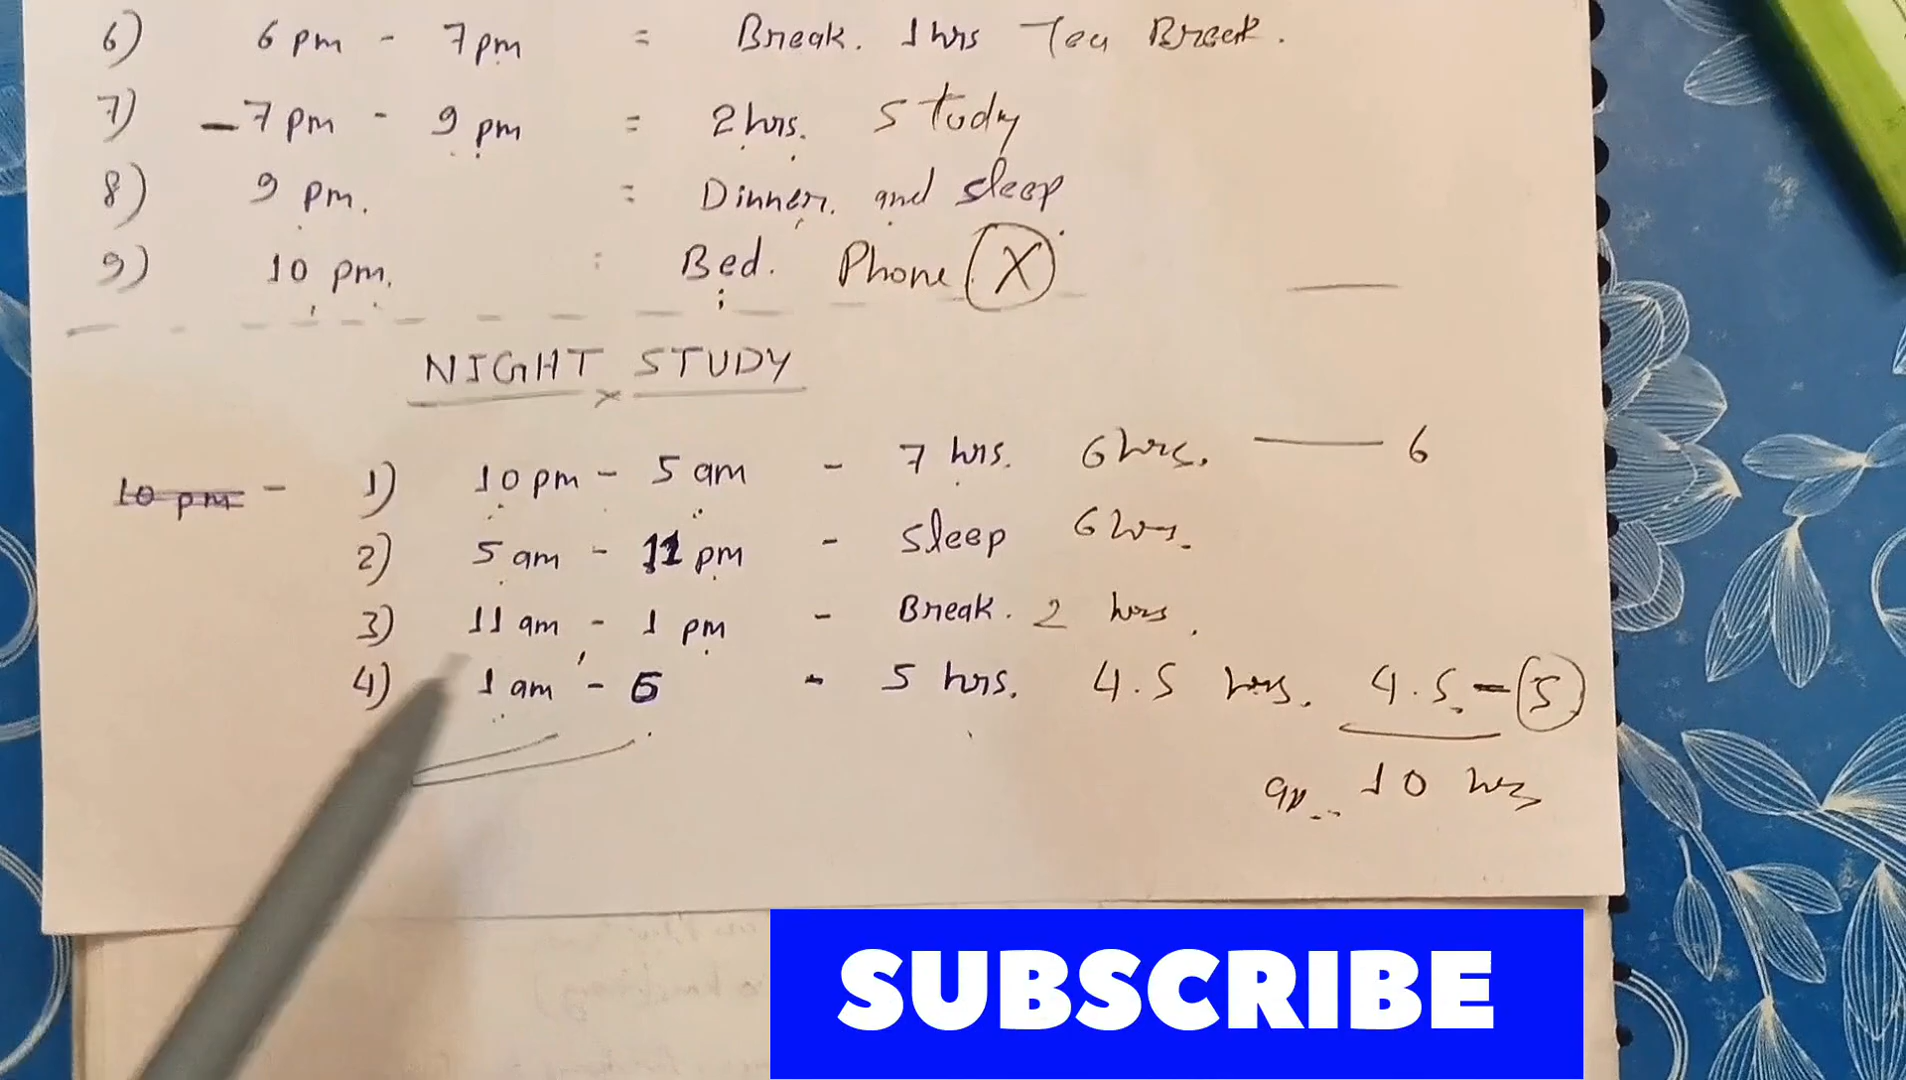 6) 6 pm - 7 pm = Break. 1 hrs Tea Break.
7) - 7 pm - 9 pm = 2 hrs. study
8) 9 pm. = Dinner. and sleep
9) 10 pm. : Bed. Phone X
NIGHT STUDY
10 pm - 1) 10 pm - 5 am - 7 hrs. 6 hrs. — 6
2) 5 am - 11 pm - sleep 6 hrs.
3) 11 am - 1 pm - Break. 2 hrs.
4) 1 am - 6 - 5 hrs. 4.5 hrs. 4.5 - 5
ap... 10 hrs
SUBSCRIBE